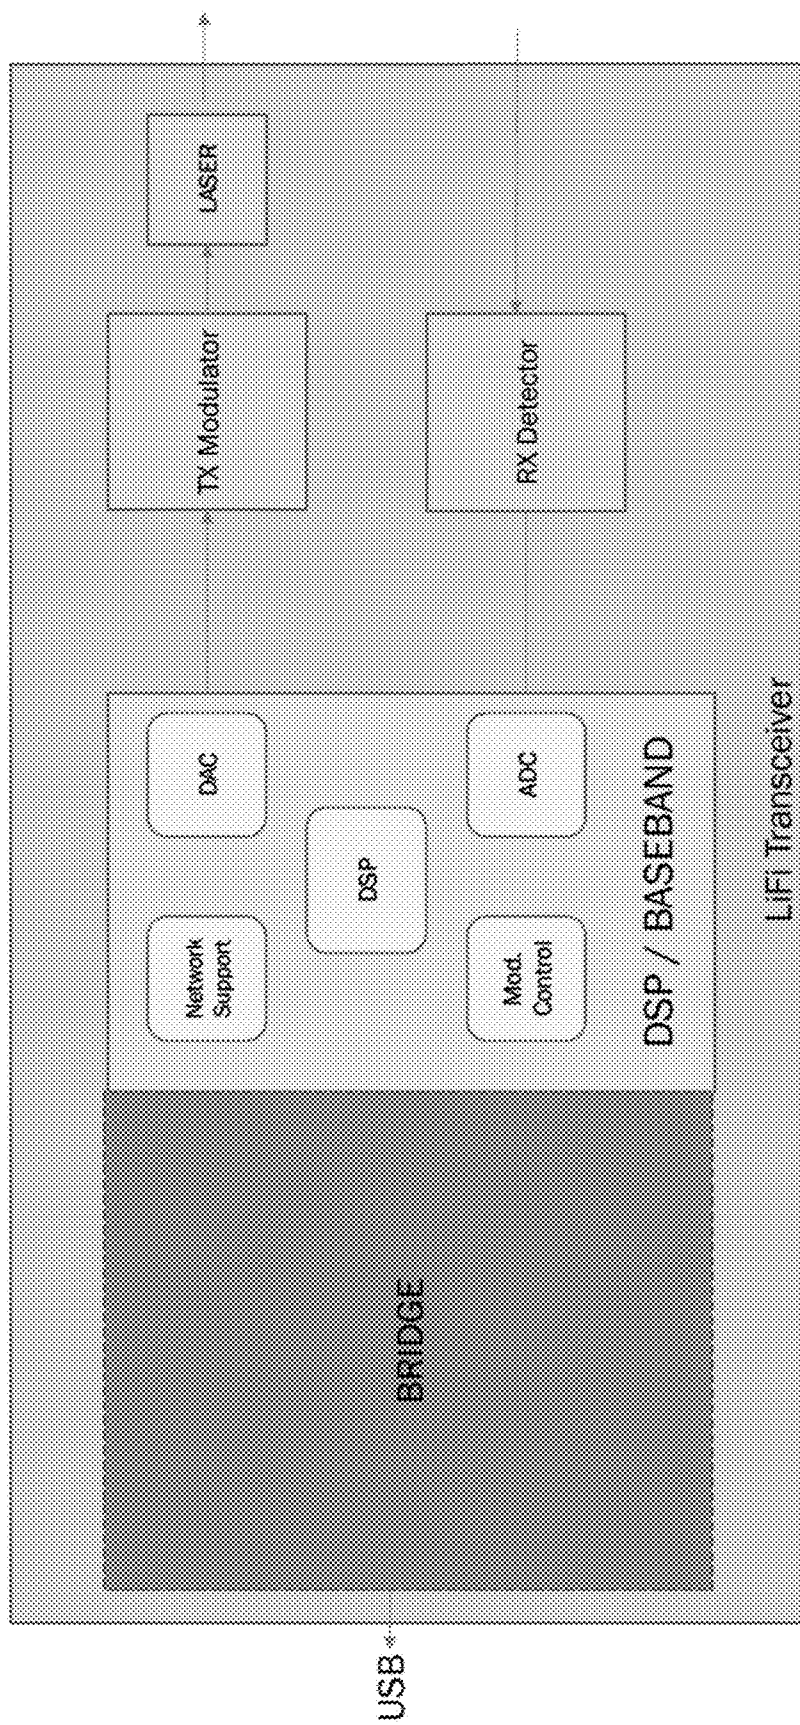 USB
BRIDGE
Network
Support
DAC
DSP
Mod.
Control
ADC
DSP / BASEBAND
TX Modulator
LASER
RX Detector
LiFi Transceiver